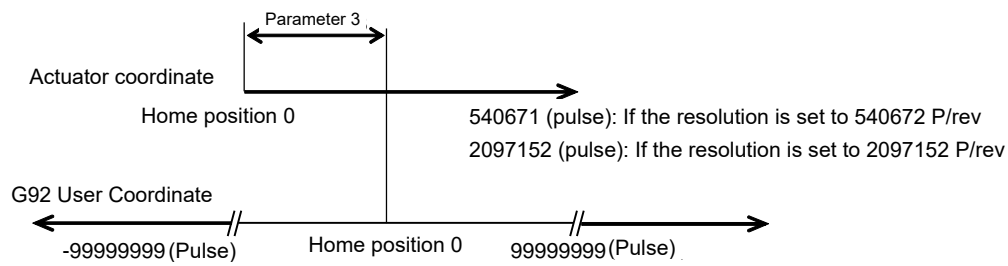 Parameter 3
Actuator coordinate
Home position 0
540671 (pulse): If the resolution is set to 540672 P/rev
2097152 (pulse): If the resolution is set to 2097152 P/rev
G92 User Coordinate
-99999999 (Pulse)
Home position 0
99999999 (Pulse)